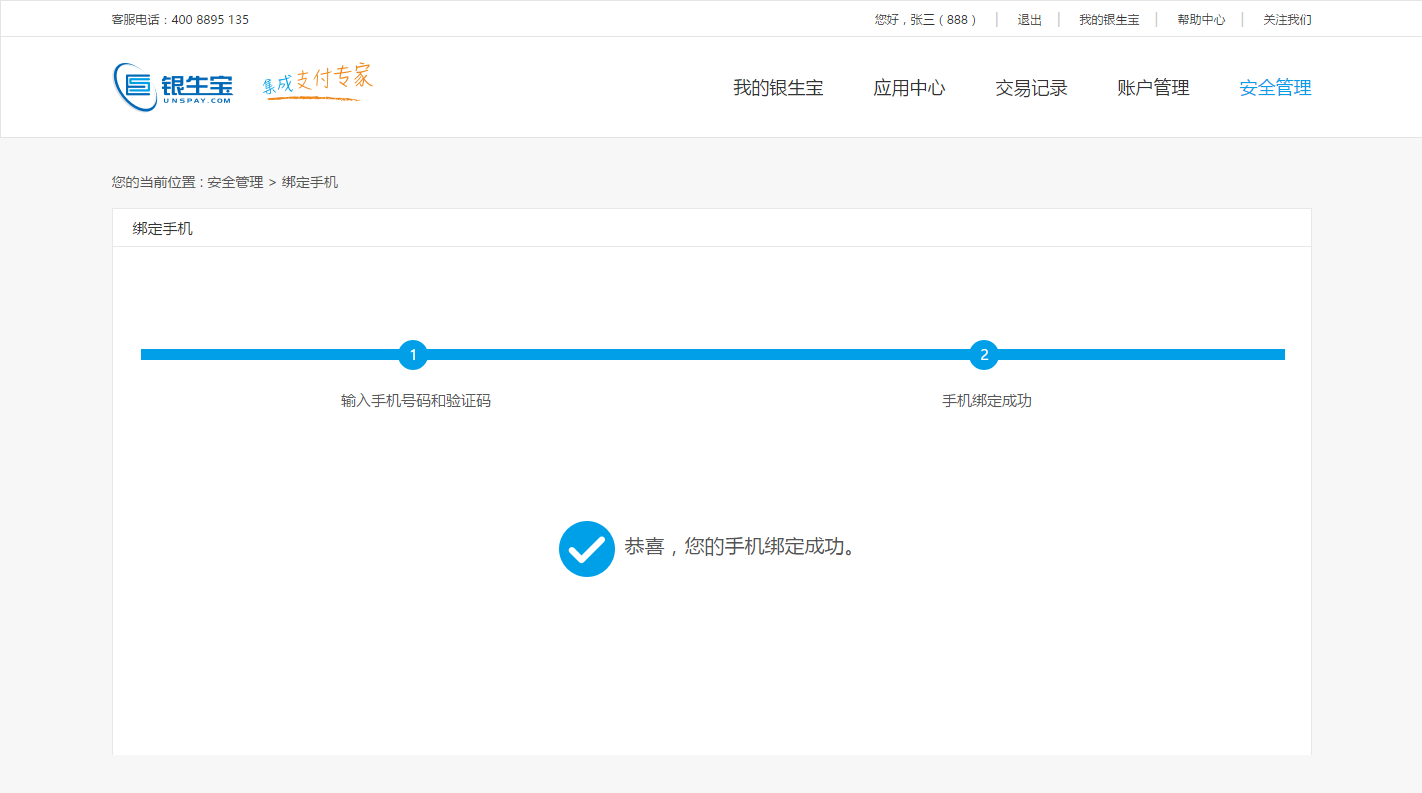 客服电话：400 8895 135
您好，张三（888） | 退出 | 我的银生宝 | 帮助中心 | 关注我们
银生宝
UNSPAY.COM
集成支付专家
我的银生宝 应用中心 交易记录 账户管理 安全管理
您的当前位置 : 安全管理 > 绑定手机
绑定手机
1 2
输入手机号码和验证码 手机绑定成功
恭喜，您的手机绑定成功。